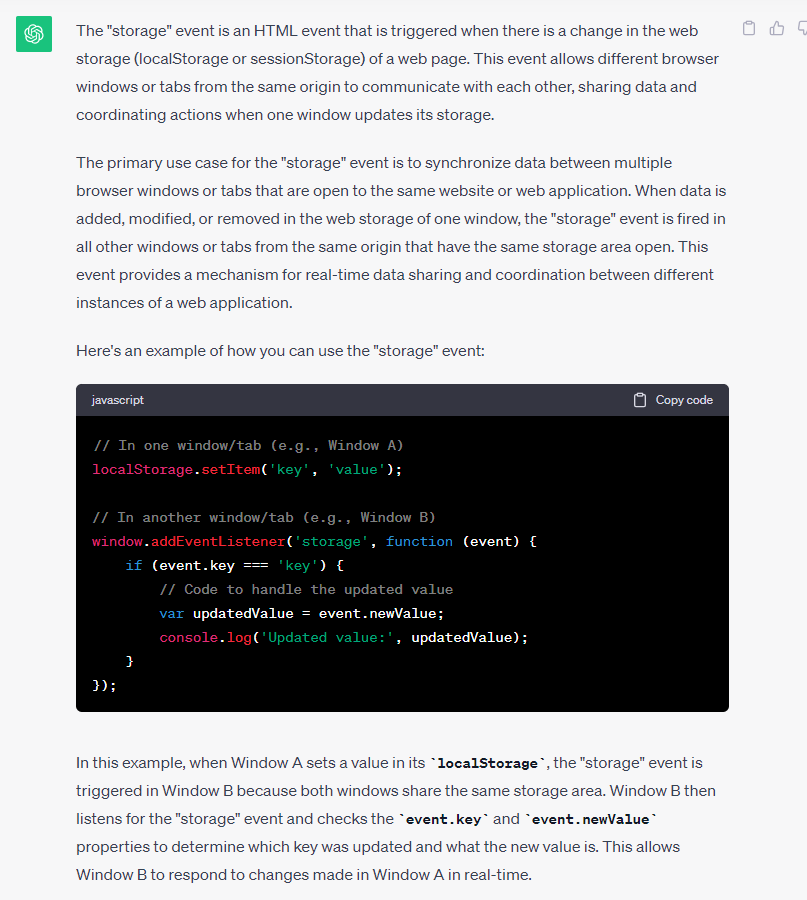 The "storage" event is an HTML event that is triggered when there is a change in the web
storage (localStorage or sessionStorage) of a web page. This event allows different browser
windows or tabs from the same origin to communicate with each other, sharing data and
coordinating actions when one window updates its storage.
The primary use case for the "storage" event is to synchronize data between multiple
browser windows or tabs that are open to the same website or web application. When data is
added, modified, or removed in the web storage of one window, the "storage" event is fired in
all other windows or tabs from the same origin that have the same storage area open. This
event provides a mechanism for real-time data sharing and coordination between different
instances of a web application.
Here's an example of how you can use the "storage" event:
javascript Copy code
// In one window/tab (e.g., Window A)
localStorage.setItem('key', 'value');
// In another window/tab (e.g., Window B)
window.addEventListener('storage', function (event) {
    if (event.key === 'key') {
        // Code to handle the updated value
        var updatedValue = event.newValue;
        console.log('Updated value:', updatedValue);
    }
});
In this example, when Window A sets a value in its `localStorage`, the "storage" event is
triggered in Window B because both windows share the same storage area. Window B then
listens for the "storage" event and checks the `event.key` and `event.newValue`
properties to determine which key was updated and what the new value is. This allows
Window B to respond to changes made in Window A in real-time.